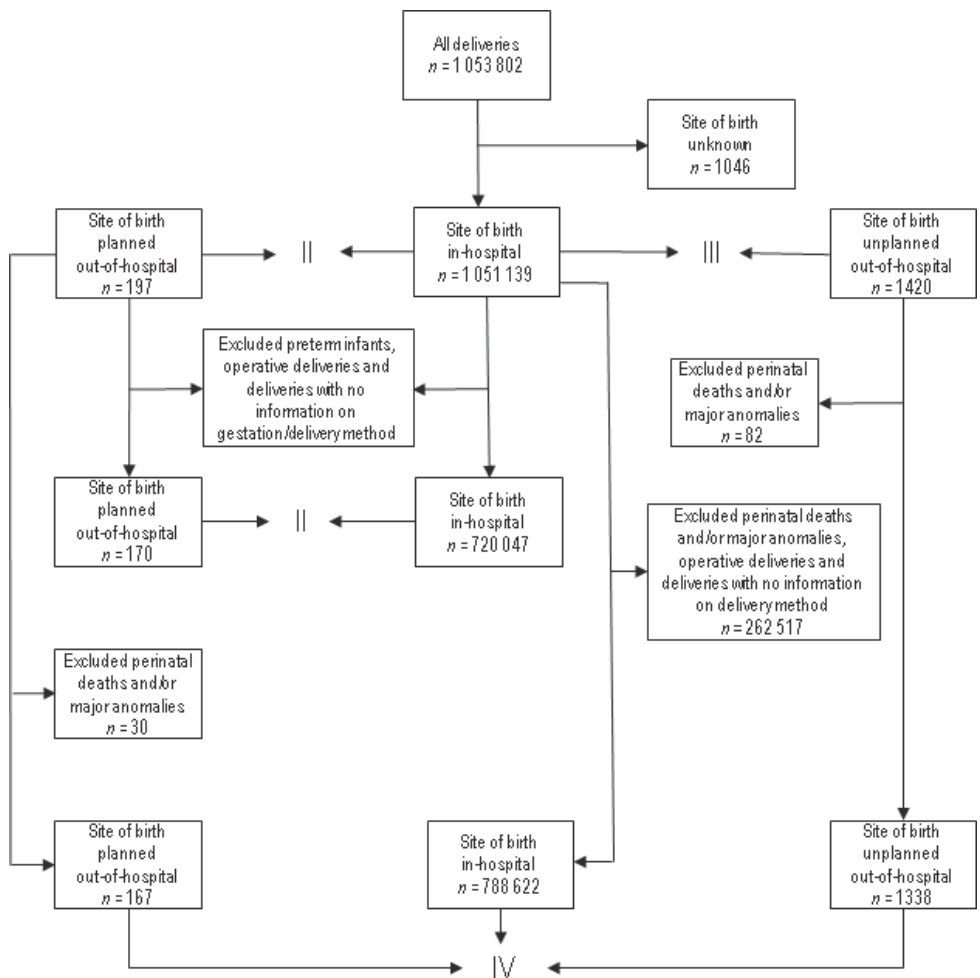 All deliveries
n = 1 053 802
Site of birth
unknown
n = 1046
Site of birth
planned
out-of-hospital
n = 197
II
Site of birth
in-hospital
n = 1 051 139
III
Site of birth
unplanned
out-of-hospital
n = 1420
Excluded preterm infants,
operative deliveries and
deliveries with no
information on
gestation/delivery method
Excluded perinatal
deaths and/or
major anomalies
n = 82
Site of birth
planned
out-of-hospital
n = 170
II
Site of birth
in-hospital
n = 720 047
Excluded perinatal deaths
and/or major anomalies,
operative deliveries and
deliveries with no information
on delivery method
n = 262 517
Excluded perinatal
deaths and/or
major anomalies
n = 30
Site of birth
planned
out-of-hospital
n = 167
Site of birth
in-hospital
n = 788 622
Site of birth
unplanned
out-of-hospital
n = 1338
IV